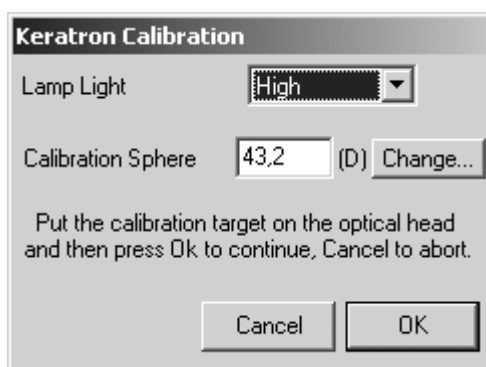 Keratron Calibration
Lamp Light High
Calibration Sphere 43,2 (D) Change...
Put the calibration target on the optical head
and then press Ok to continue, Cancel to abort.
Cancel OK